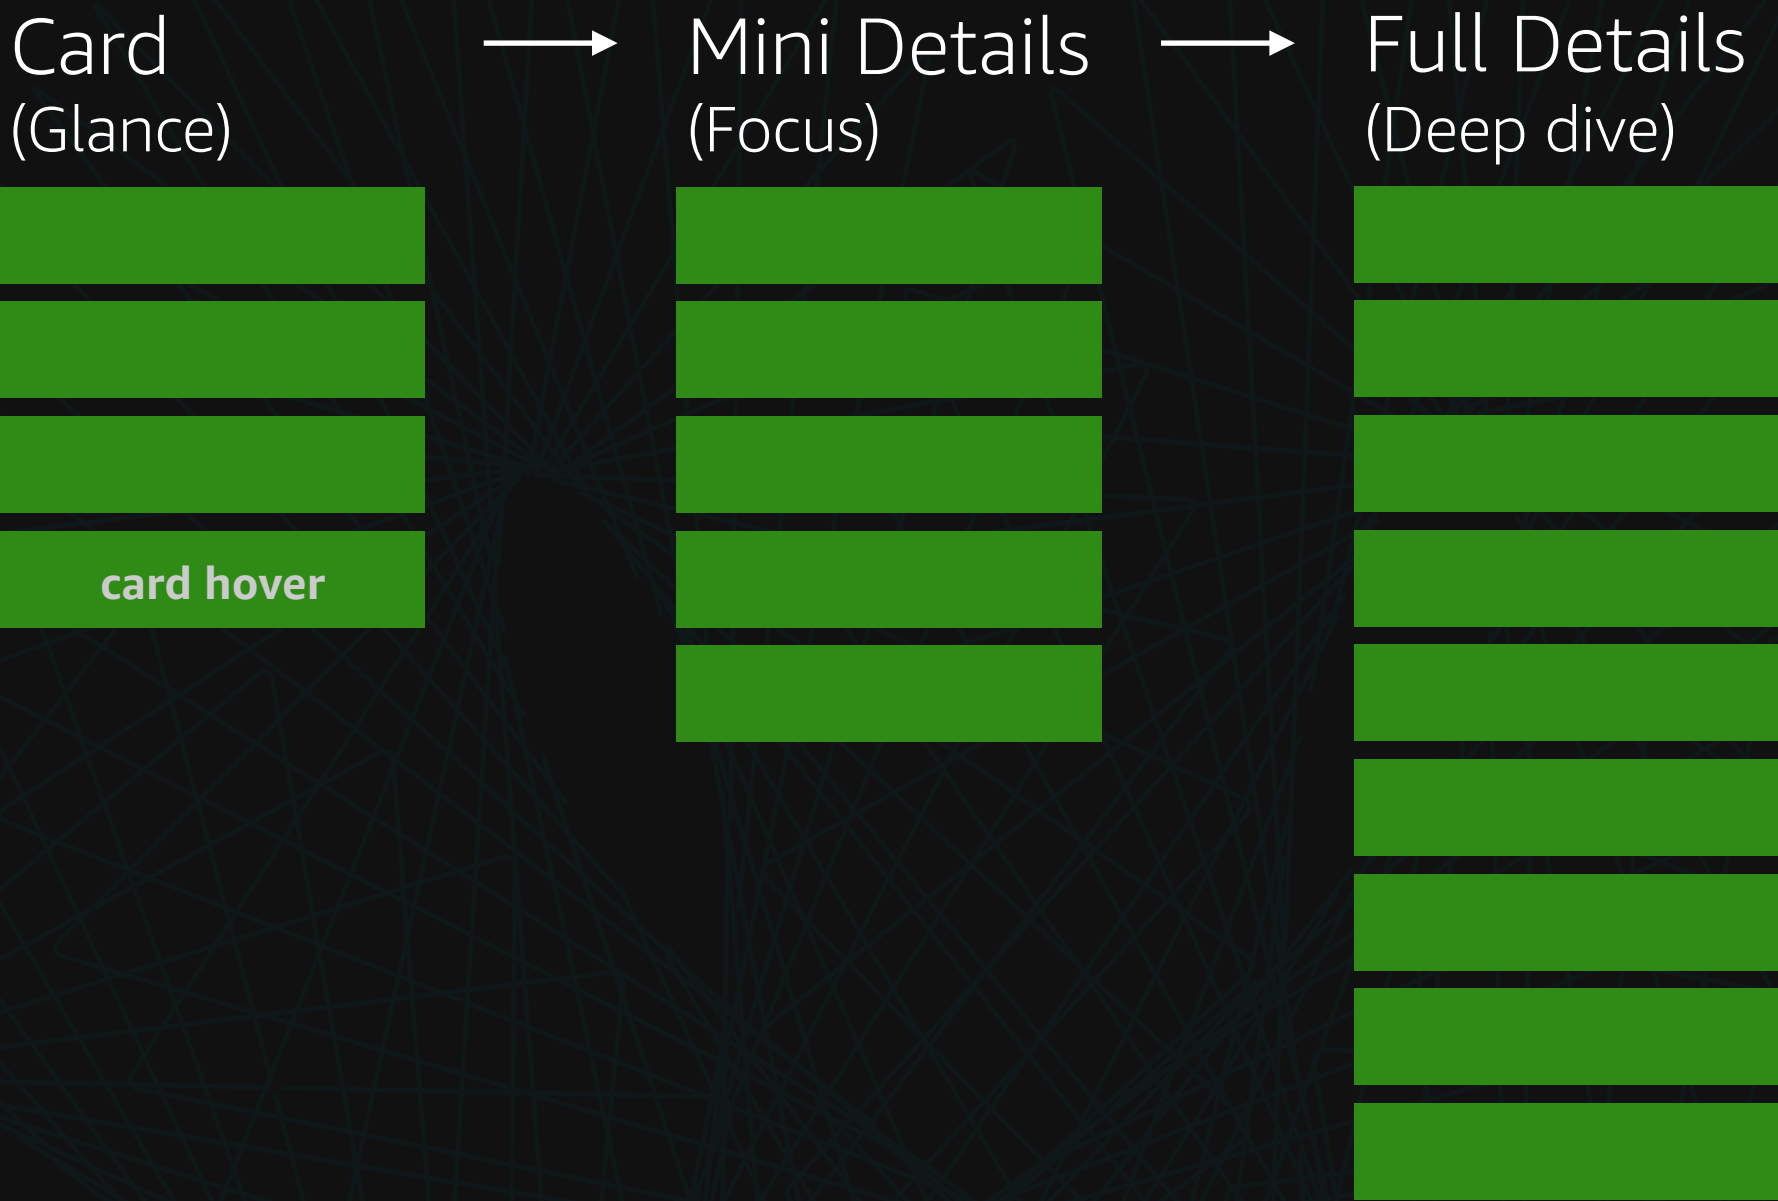 Card
(Glance)
Mini Details
(Focus)
Full Details
(Deep dive)
card hover